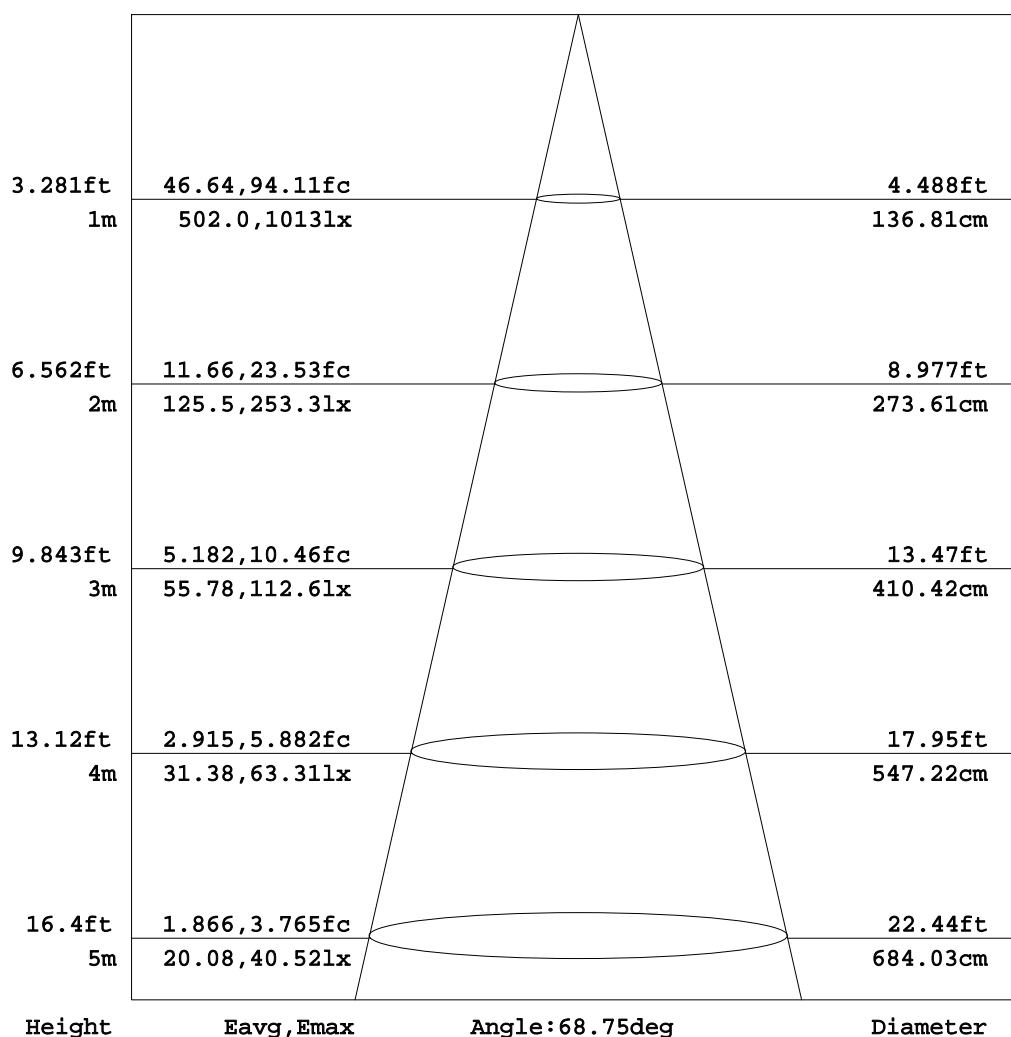 3.281ft 46.64,94.11fc 4.488ft
1m 502.0,1013lx 136.81cm
6.562ft 11.66,23.53fc 8.977ft
2m 125.5,253.3lx 273.61cm
9.843ft 5.182,10.46fc 13.47ft
3m 55.78,112.6lx 410.42cm
13.12ft 2.915,5.882fc 17.95ft
4m 31.38,63.31lx 547.22cm
16.4ft 1.866,3.765fc 22.44ft
5m 20.08,40.52lx 684.03cm
Height Eavg,Emax Angle:68.75deg Diameter